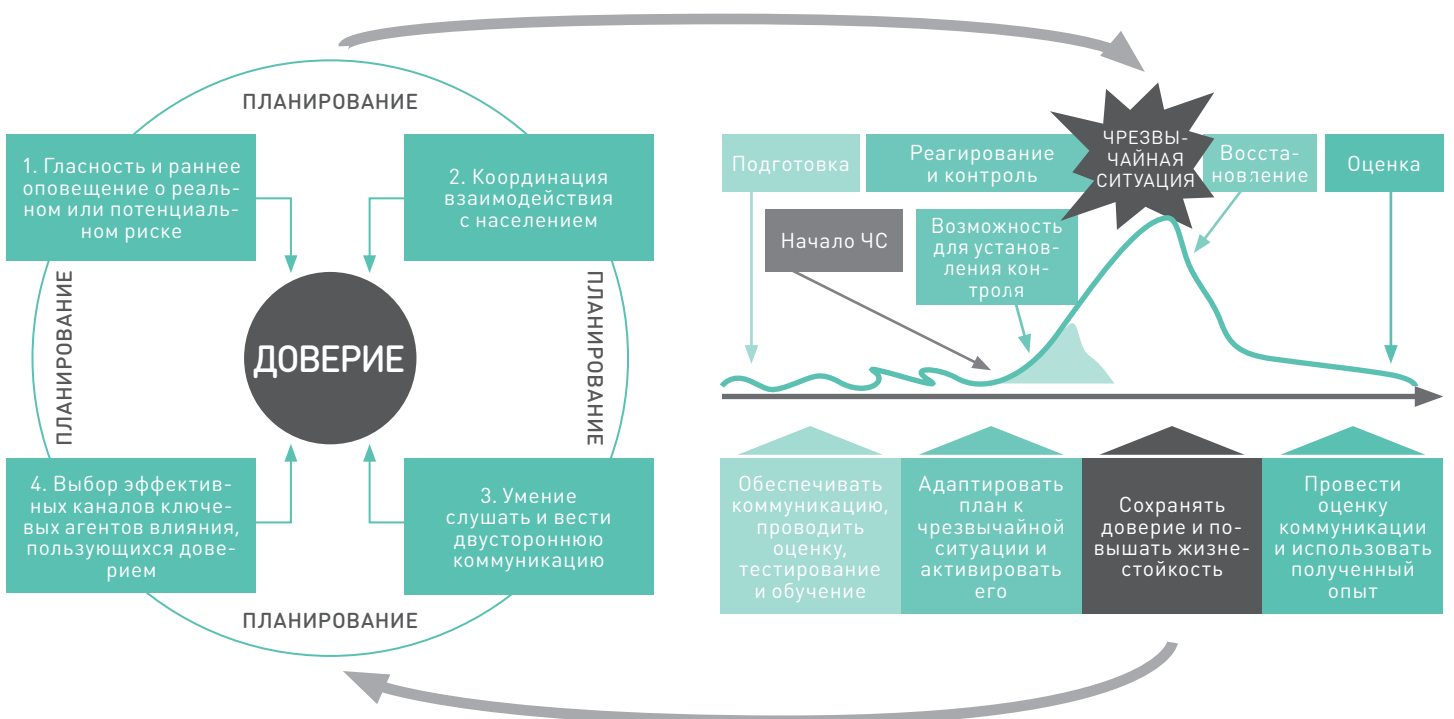 ПЛАНИРОВАНИЕ
1. Гласность и раннее
оповещение о реаль-
ном или потенциаль-
ном риске
2. Координация
взаимодействия
с населением
ПЛАНИРОВАНИЕ
ДОВЕРИЕ
ПЛАНИРОВАНИЕ
4. Выбор эффектив-
ных каналов ключе-
вых агентов влияния,
пользующихся дове-
рием
3. Умение
слушать и вести
двустороннюю
коммуникацию
ПЛАНИРОВАНИЕ
Подготовка
Реагирование
и контроль
ЧРЕЗВЫ-
ЧАЙНАЯ
СИТУАЦИЯ
Восста-
новление
Оценка
Начало ЧС
Возможность
для установ-
ления кон-
троля
Обеспечивать
коммуникацию,
проводить
оценку,
тестирование
и обучение
Адаптировать
план к
чрезвычайной
ситуации и
активировать
его
Сохранять
доверие и по-
вышать жизне-
стойкость
Провести
оценку
коммуникации
и использовать
полученный
опыт